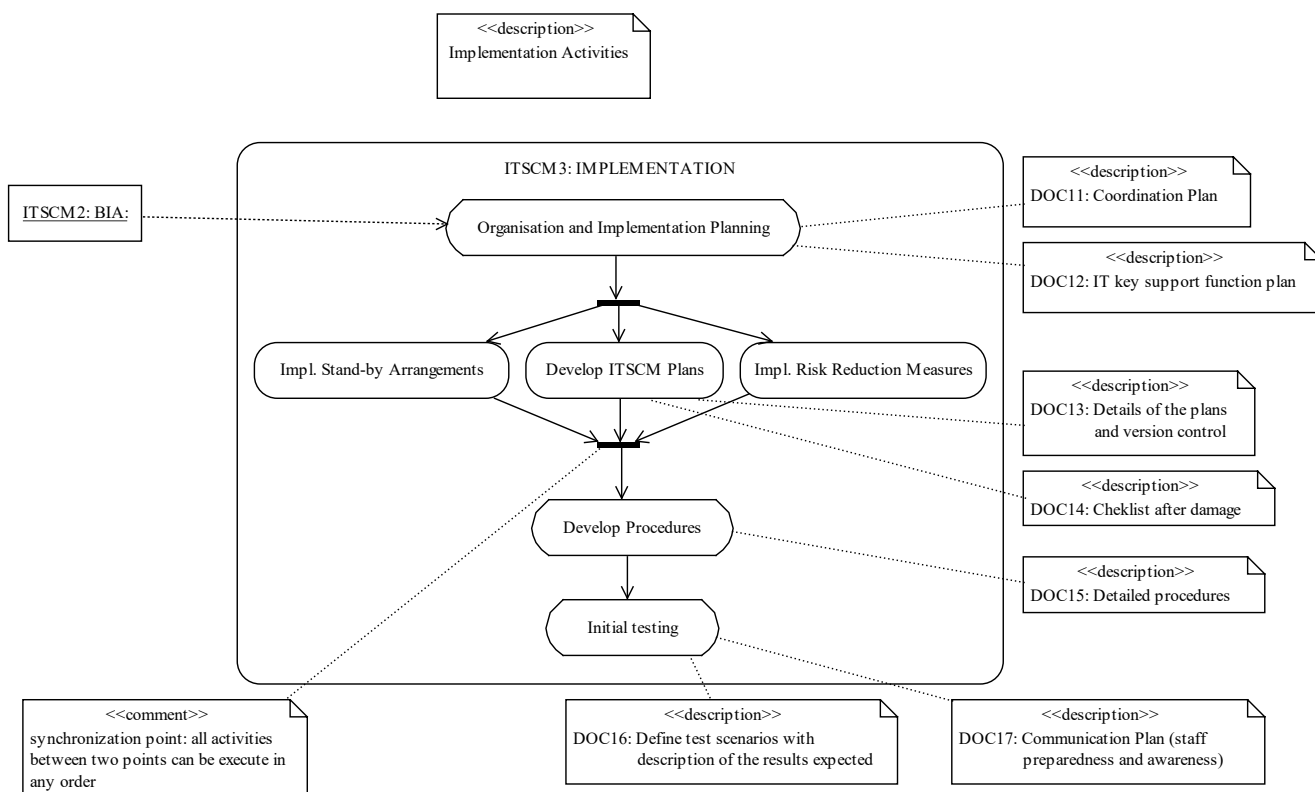 <<description>>
Implementation Activities
ITSCM3: IMPLEMENTATION
ITSCM2: BIA:
Organisation and Implementation Planning
<<description>>
DOC11: Coordination Plan
<<description>>
DOC12: IT key support function plan
Impl. Stand-by Arrangements
Develop ITSCM Plans
Impl. Risk Reduction Measures
<<description>>
DOC13: Details of the plans
and version control
<<description>>
DOC14: Cheklist after damage
Develop Procedures
<<description>>
DOC15: Detailed procedures
Initial testing
<<comment>>
synchronization point: all activities
between two points can be execute in
any order
<<description>>
DOC16: Define test scenarios with
description of the results expected
<<description>>
DOC17: Communication Plan (staff
preparedness and awareness)